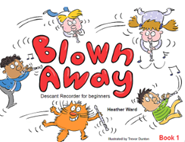 Blown
Away
Descant Recorder for beginners
Heather Ward
Illustrated by Trevor Dunton
Book 1